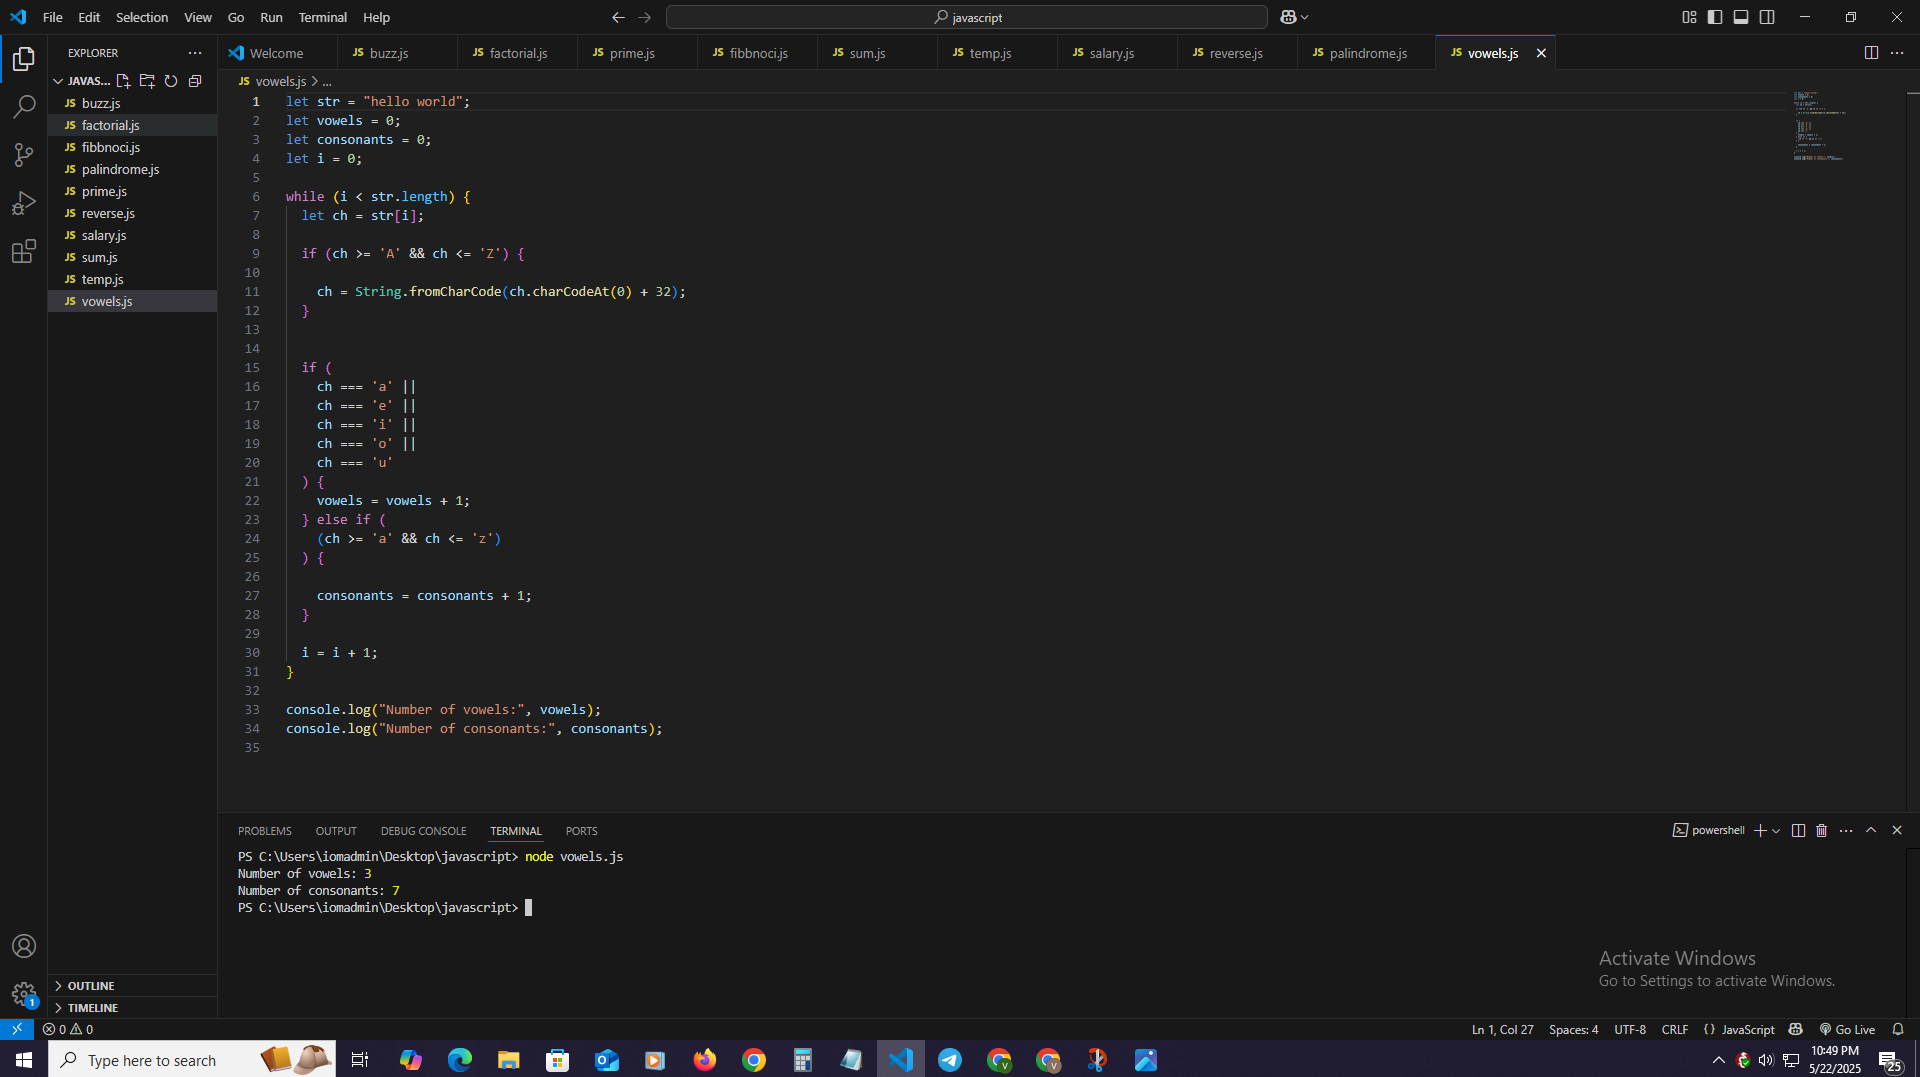 File Edit Selection View Go Run Terminal Help
javascript
EXPLORER
Welcome
JS buzz.js
JS factorial.js
JS prime.js
JS fibbnoci.js
JS sum.js
JS temp.js
JS salary.js
JS reverse.js
JS palindrome.js
JS vowels.js
JAVAS...
JS buzz.js
JS factorial.js
JS fibbnoci.js
JS palindrome.js
JS prime.js
JS reverse.js
JS salary.js
JS sum.js
JS temp.js
JS vowels.js
OUTLINE
TIMELINE
JS vowels.js > ...
1 let str = "hello world";
2 let vowels = 0;
3 let consonants = 0;
4 let i = 0;
5
6 while (i < str.length) {
7 let ch = str[i];
8
9 if (ch >= 'A' && ch <= 'Z') {
10
11 ch = String.fromCharCode(ch.charCodeAt(0) + 32);
12 }
13
14
15 if (
16 ch === 'a' ||
17 ch === 'e' ||
18 ch === 'i' ||
19 ch === 'o' ||
20 ch === 'u'
21 ) {
22 vowels = vowels + 1;
23 } else if (
24 (ch >= 'a' && ch <= 'z')
25 ) {
26
27 consonants = consonants + 1;
28 }
29
30 i = i + 1;
31 }
32
33 console.log("Number of vowels:", vowels);
34 console.log("Number of consonants:", consonants);
35
PROBLEMS OUTPUT DEBUG CONSOLE TERMINAL PORTS
powershell
PS C:\Users\iomadmin\Desktop\javascript> node vowels.js
Number of vowels: 3
Number of consonants: 7
PS C:\Users\iomadmin\Desktop\javascript>
Activate Windows
Go to Settings to activate Windows.
1
0 0
Ln 1, Col 27 Spaces: 4 UTF-8 CRLF {} JavaScript Go Live
Type here to search
10:49 PM
5/22/2025
25